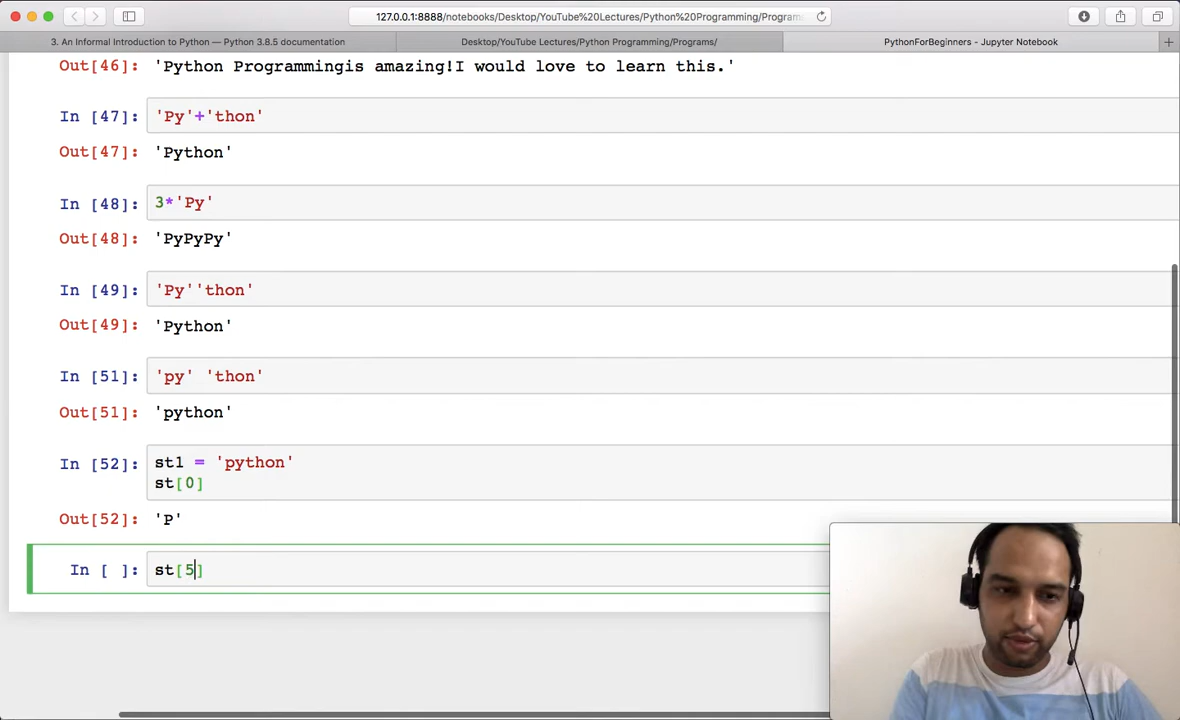 127.0.0.1:8888/notebooks/Desktop/YouTube%20Lectures/Python%20Programming/Program
3. An Informal Introduction to Python — Python 3.8.5 documentation
Desktop/YouTube Lectures/Python Programming/Programs/
PythonForBeginners - Jupyter Notebook
Out[46]: 'Python Programmingis amazing!I would love to learn this.'
In [47]: 'Py'+'thon'
Out[47]: 'Python'
In [48]: 3*'Py'
Out[48]: 'PyPyPy'
In [49]: 'Py''thon'
Out[49]: 'Python'
In [51]: 'py' 'thon'
Out[51]: 'python'
In [52]: st1 = 'python'
st[0]
Out[52]: 'P'
In [ ]: st[5]